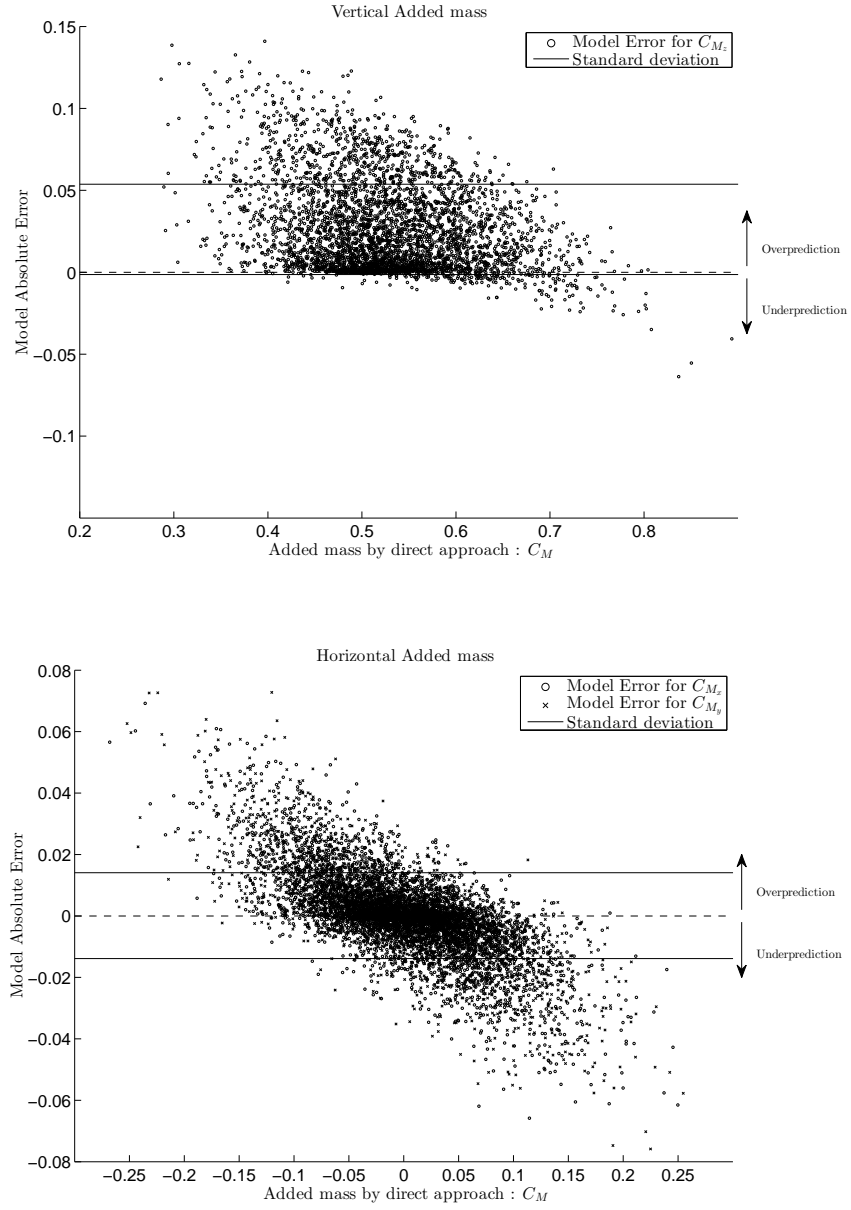 Vertical Added mass
Model Error for C_{M_z}
Standard deviation
0.15
0.1
0.05
0
−0.05
−0.1
Model Absolute Error
Overprediction
Underprediction
0.2 0.3 0.4 0.5 0.6 0.7 0.8
Added mass by direct approach : C_M
Horizontal Added mass
Model Error for C_{M_x}
Model Error for C_{M_y}
Standard deviation
0.08
0.06
0.04
0.02
0
−0.02
−0.04
−0.06
−0.08
Model Absolute Error
Overprediction
Underprediction
−0.25 −0.2 −0.15 −0.1 −0.05 0 0.05 0.1 0.15 0.2 0.25
Added mass by direct approach : C_M